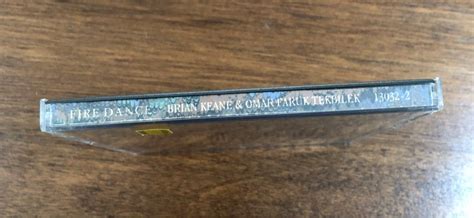 FIRE DANCE BRIAN KEANE & OMAR FARUK TEKBILEK 13032-2